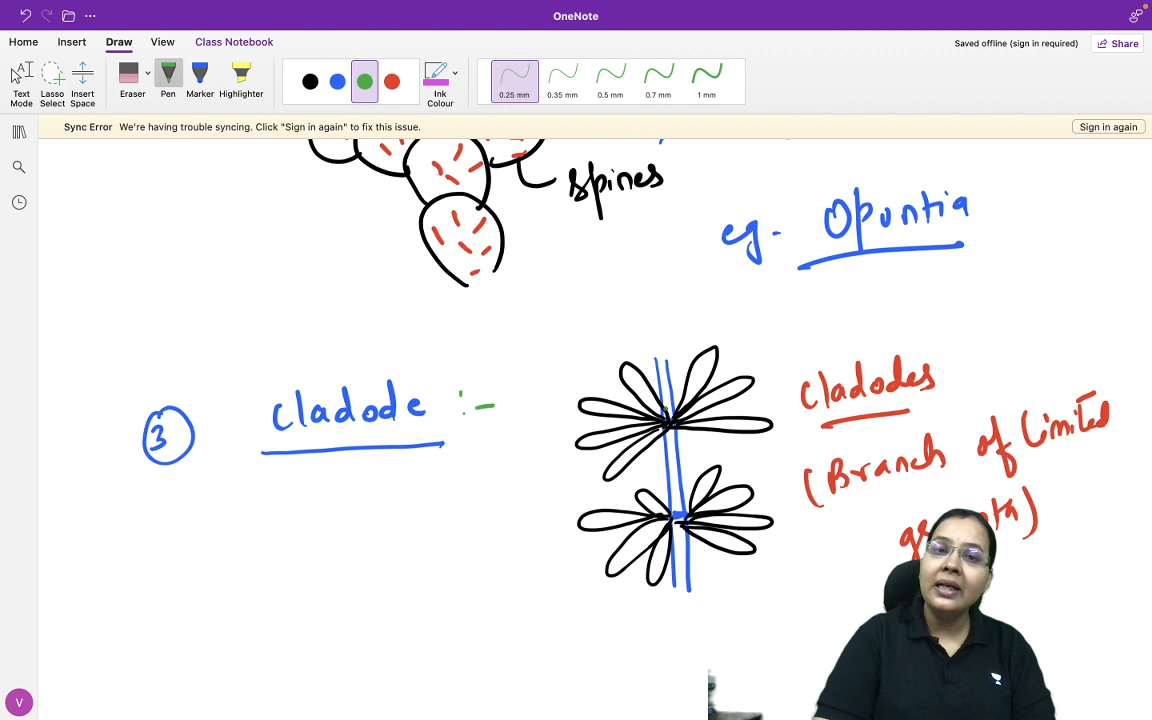 OneNote
Home Insert Draw View Class Notebook
Saved offline (sign in required) Share
Text Mode
Lasso Select
Insert Space
Eraser
Pen
Marker
Highlighter
Ink Colour
0.25 mm 0.35 mm 0.5 mm 0.7 mm 1 mm
Sync Error We're having trouble syncing. Click "Sign in again" to fix this issue. Sign in again
spines
eg. Opuntia
3 Cladode :-
Cladodes
(Branch of limited
V